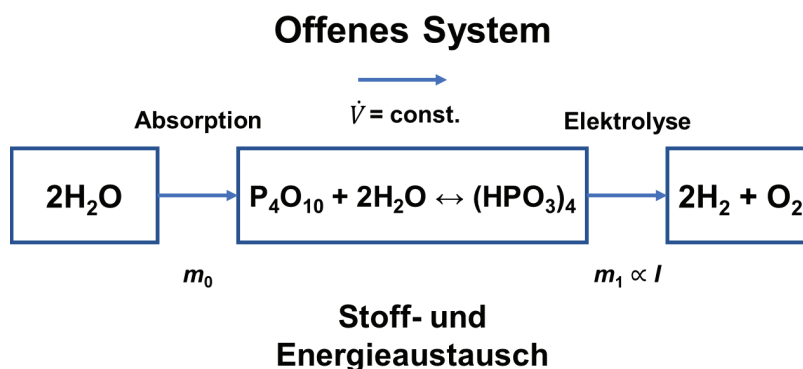 Offenes System
Absorption
V̇ = const.
Elektrolyse
2H₂O
P₄O₁₀ + 2H₂O ↔ (HPO₃)₄
2H₂ + O₂
m₀
m₁ ∝ I
Stoff- und
Energieaustausch